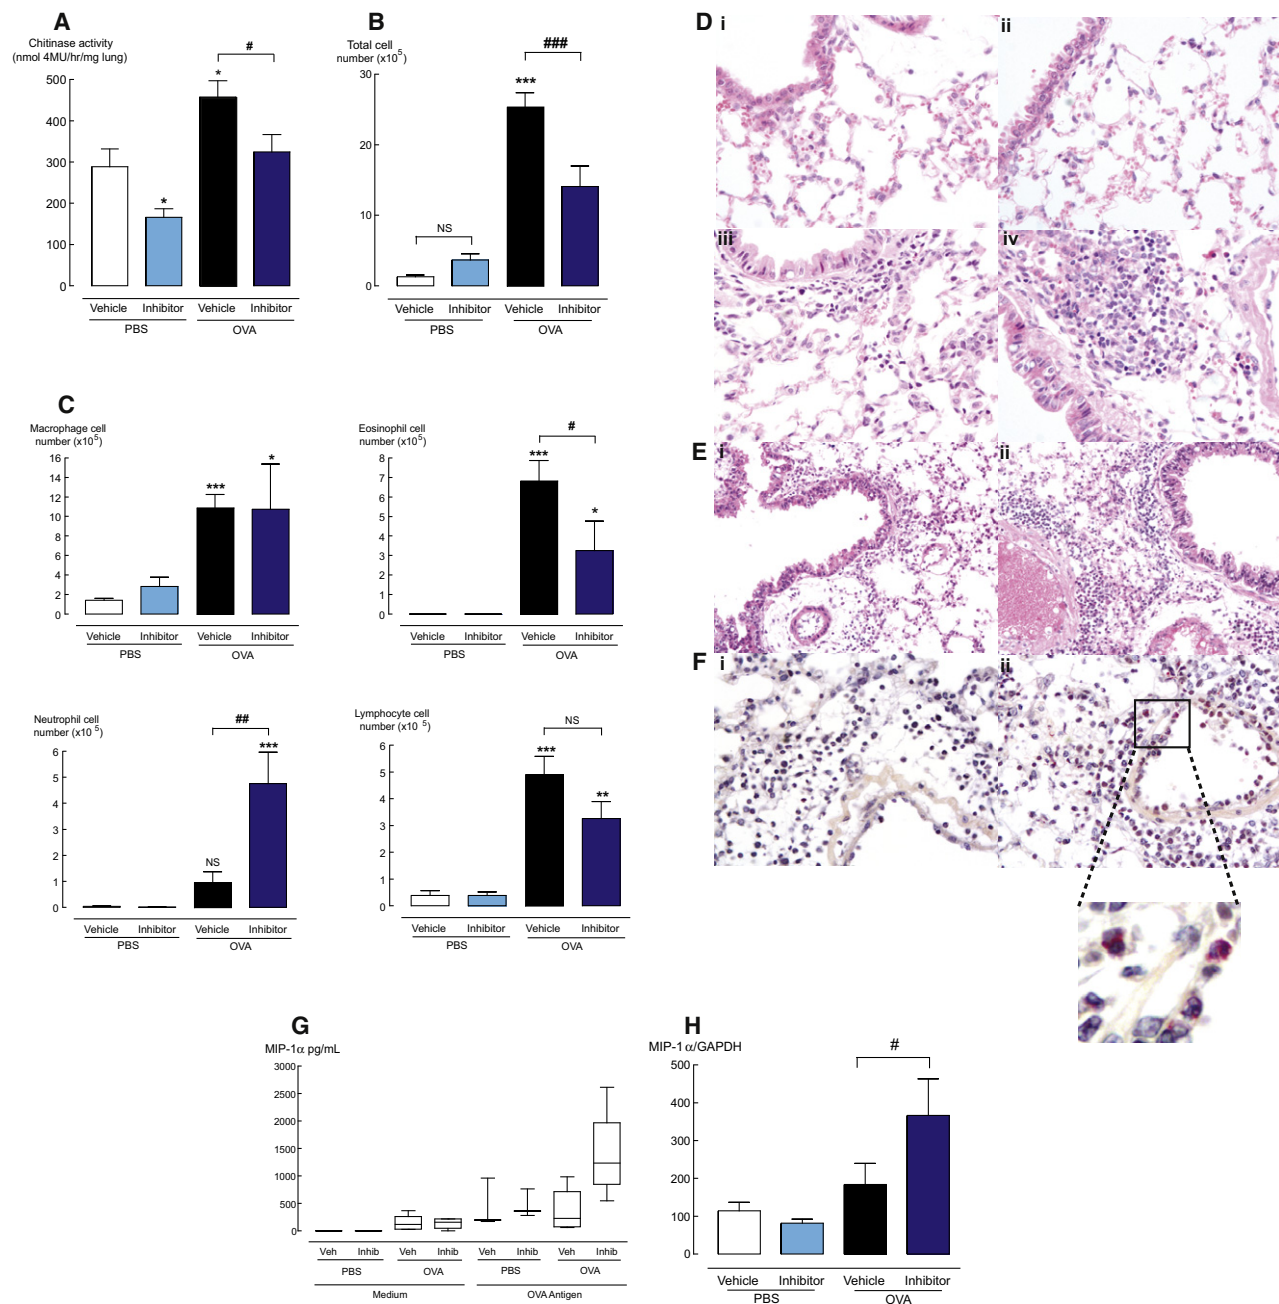 A
Chitinase activity
(nmol 4MU/hr/mg lung)
500
400
300
200
100
0
*
*
#
Vehicle Inhibitor Vehicle Inhibitor
PBS OVA
B
Total cell
number (x10⁵)
30
20
10
0
NS
***
###
Vehicle Inhibitor Vehicle Inhibitor
PBS OVA
C
Macrophage cell
number (x10⁵)
16
14
12
10
8
6
4
2
0
***
*
Vehicle Inhibitor Vehicle Inhibitor
PBS OVA
Eosinophil cell
number (x10⁵)
8
7
6
5
4
3
2
1
0
#
***
*
Vehicle Inhibitor Vehicle Inhibitor
PBS OVA
Neutrophil cell
number (x10⁵)
6
5
4
3
2
1
0
##
***
NS
Vehicle Inhibitor Vehicle Inhibitor
PBS OVA
Lymphocyte cell
number (x10⁵)
6
5
4
3
2
1
0
NS
***
**
Vehicle Inhibitor Vehicle Inhibitor
PBS OVA
D i ii
iii iv
E i ii
F i ii
G
MIP-1α pg/mL
3000
2500
2000
1500
1000
500
0
Veh Inhib Veh Inhib Veh Inhib Veh Inhib
PBS OVA PBS OVA
Medium OVA Antigen
H
MIP-1α/GAPDH
500
400
300
200
100
0
#
Vehicle Inhibitor Vehicle Inhibitor
PBS OVA